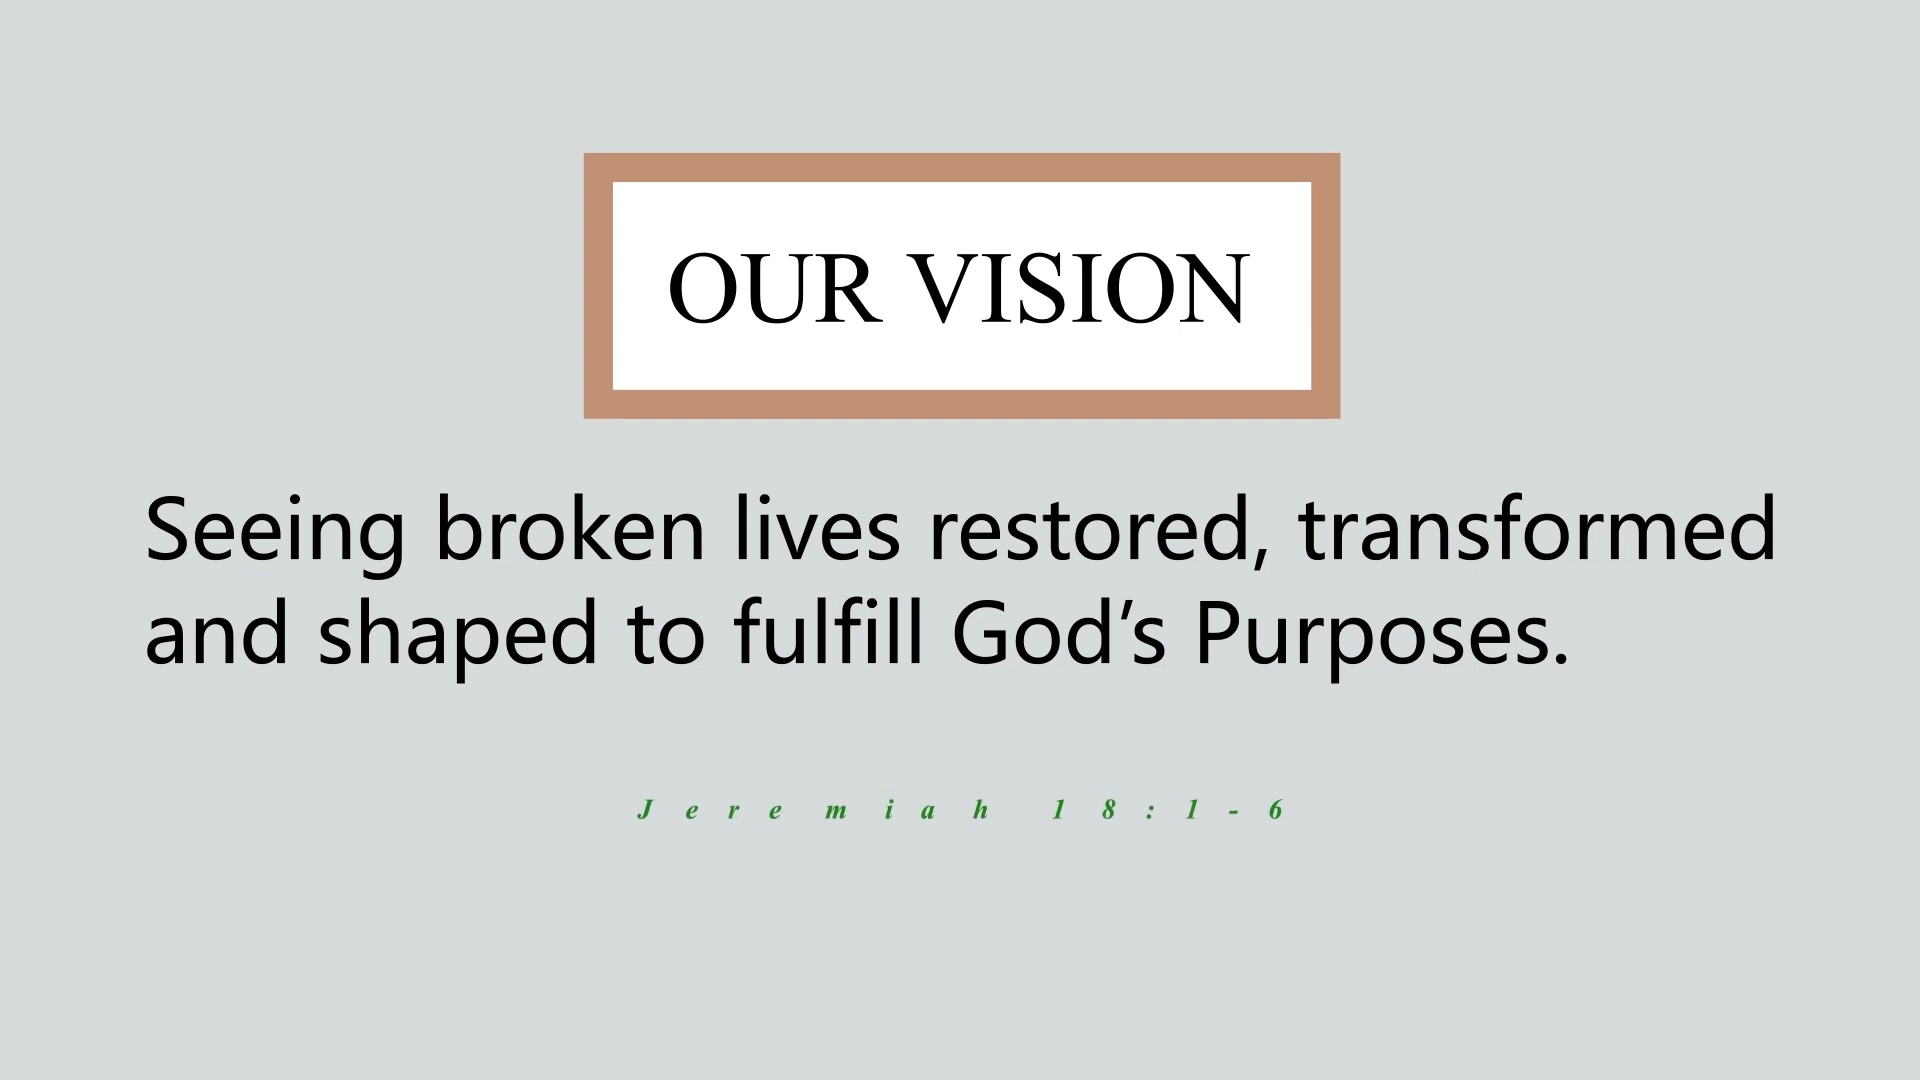 OUR VISION
Seeing broken lives restored, transformed
and shaped to fulfill God’s Purposes.
Jeremiah 18:1-6